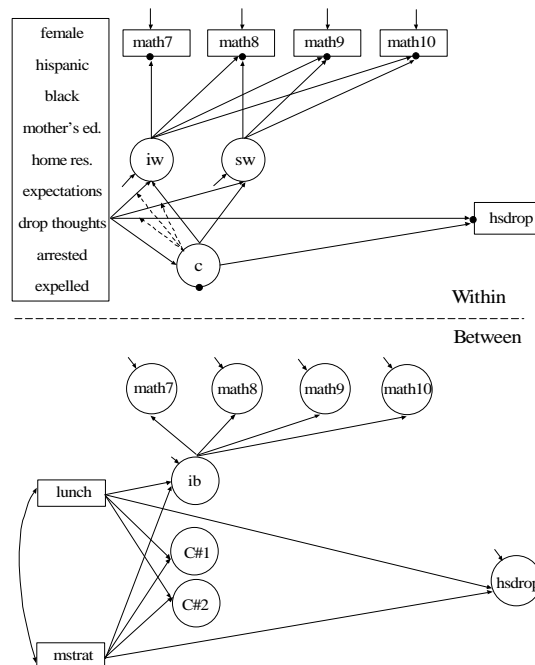 female
hispanic
black
mother's ed.
home res.
expectations
drop thoughts
arrested
expelled
math7
math8
math9
math10
iw
sw
c
hsdrop
Within
Between
math7
math8
math9
math10
ib
lunch
C#1
C#2
hsdrop
mstrat